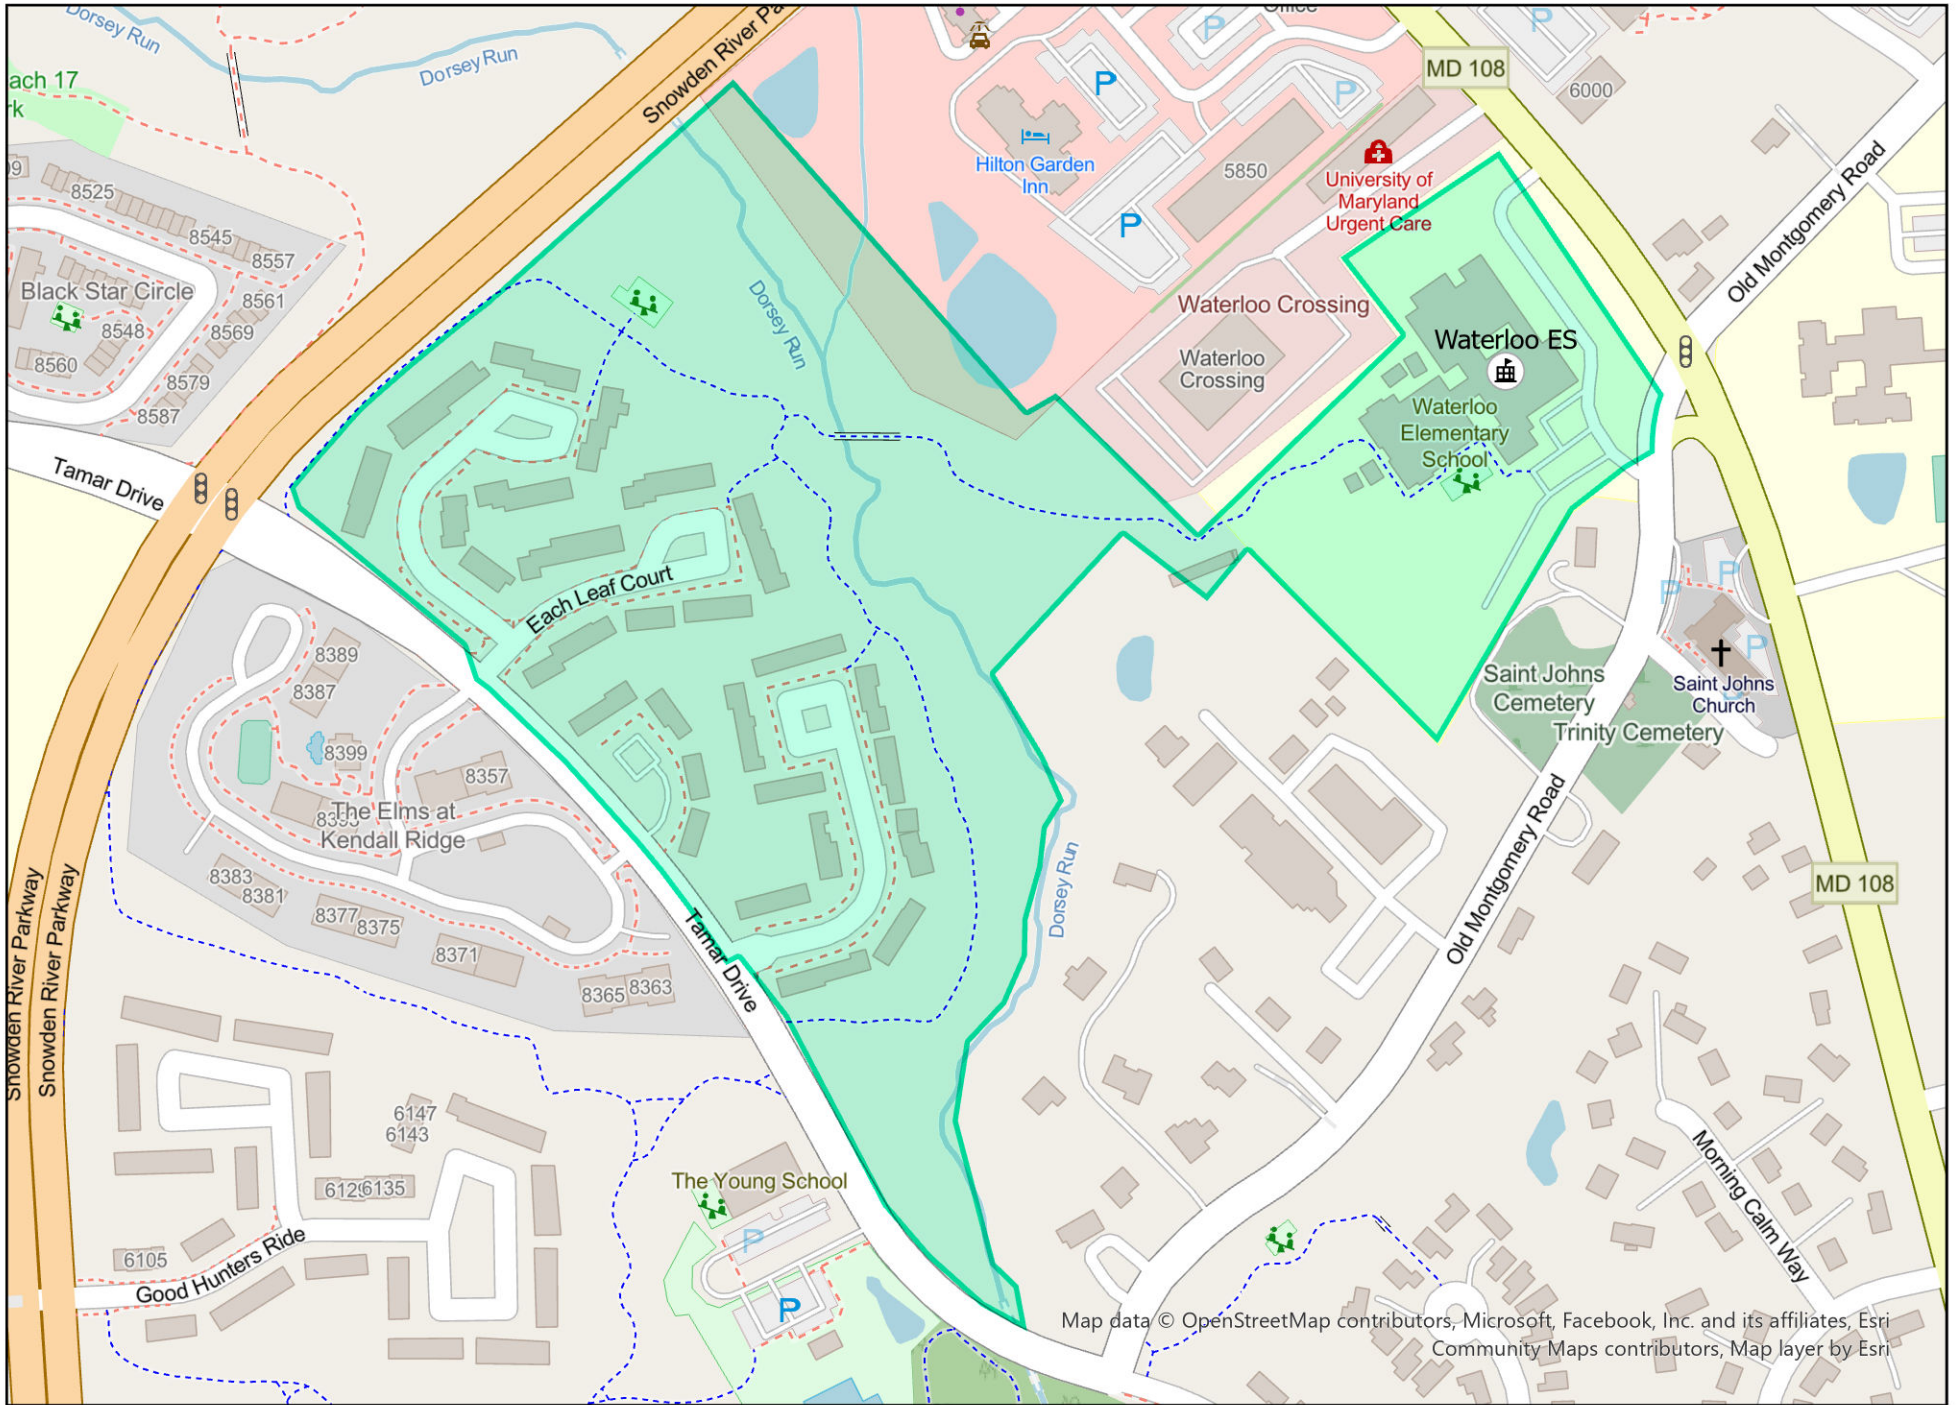 Dorsey Run
Dorsey Run
Snowden River Pa
Office
MD 108
ach 17
rk
P
P
P
P
6000
Hilton Garden
Inn
5850
University of
Maryland
Urgent Care
P
Old Montgomery Road
8525
8545
8557
Black Star Circle
8561
8548
8569
8560
8579
8587
Dorsey Run
Waterloo Crossing
Waterloo
Crossing
Waterloo ES
Waterloo
Elementary
School
Tamar Drive
Each Leaf Court
P
P
P
8389
8387
8399
8357
The Elms at
Kendall Ridge
8383
8381
8377
8375
8371
8365
8363
Saint Johns
Cemetery
Trinity Cemetery
Saint Johns
Church
Dorsey Run
Tamar Drive
Old Montgomery Road
MD 108
Snowden River Parkway
Snowden River Parkway
6147
6143
6135
6105
Good Hunters Ride
The Young School
P
P
Morning Calm Way
Map data © OpenStreetMap contributors, Microsoft, Facebook, Inc. and its affiliates, Esri
Community Maps contributors, Map layer by Esri